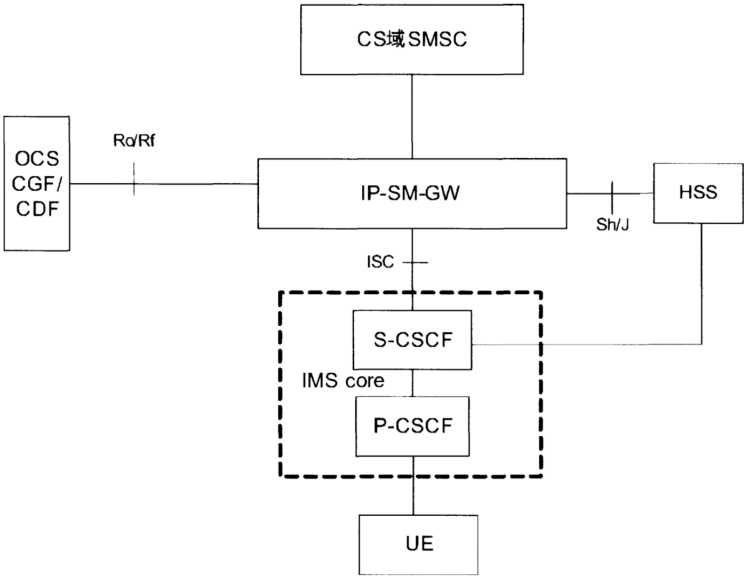 CS域SMSC
Ro/Rf
OCS
CGF/
CDF
IP-SM-GW
HSS
Sh/J
ISC
S-CSCF
IMS core
P-CSCF
UE